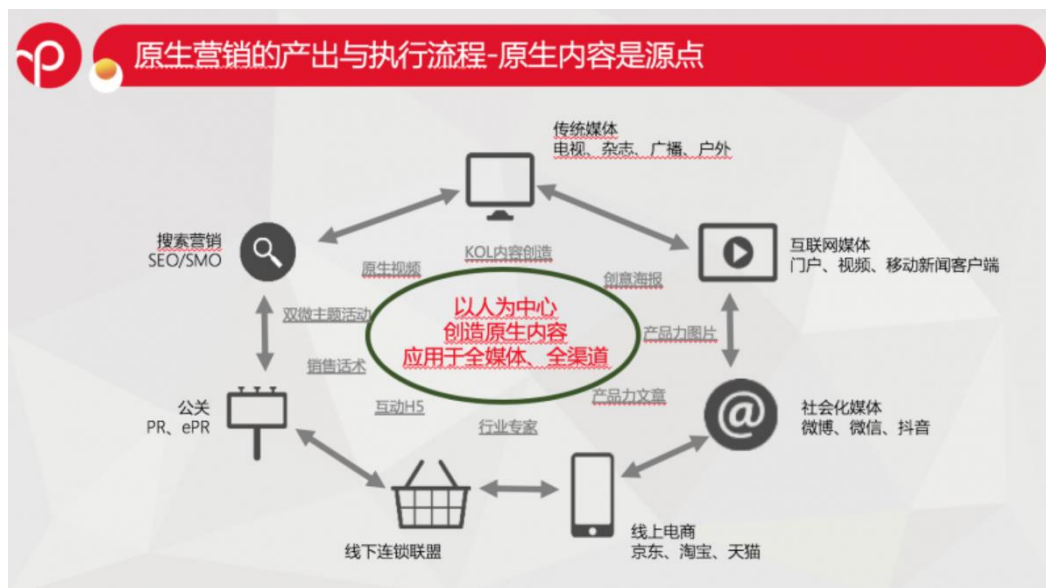 原生营销的产出与执行流程-原生内容是源点
传统媒体
电视、杂志、广播、户外
搜索营销
SEO/SMO
互联网媒体
门户、视频、移动新闻客户端
KOL内容创造
原生视频
创意海报
双微主题活动
以人为中心
创造原生内容
应用于全媒体、全渠道
产品力图片
销售话术
产品力文章
互动H5
行业专家
公关
PR、ePR
社会化媒体
微博、微信、抖音
@
线下连锁联盟
线上电商
京东、淘宝、天猫